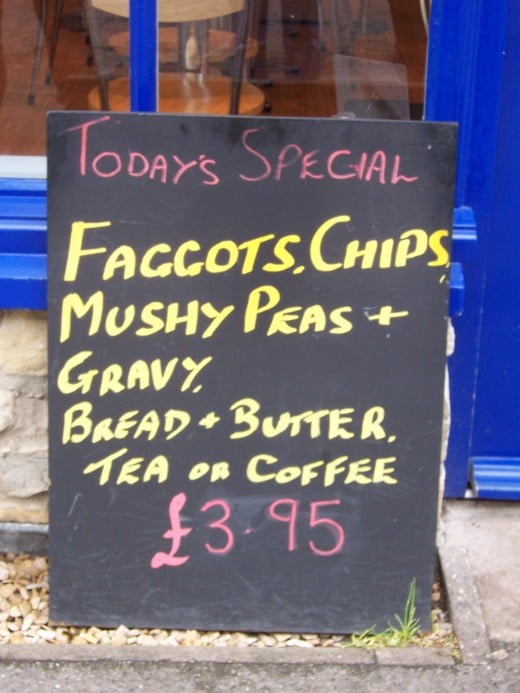 TODAY'S SPECIAL
FAGGOTS, CHIPS,
MUSHY PEAS +
GRAVY,
BREAD + BUTTER.
TEA OR COFFEE
£3.95